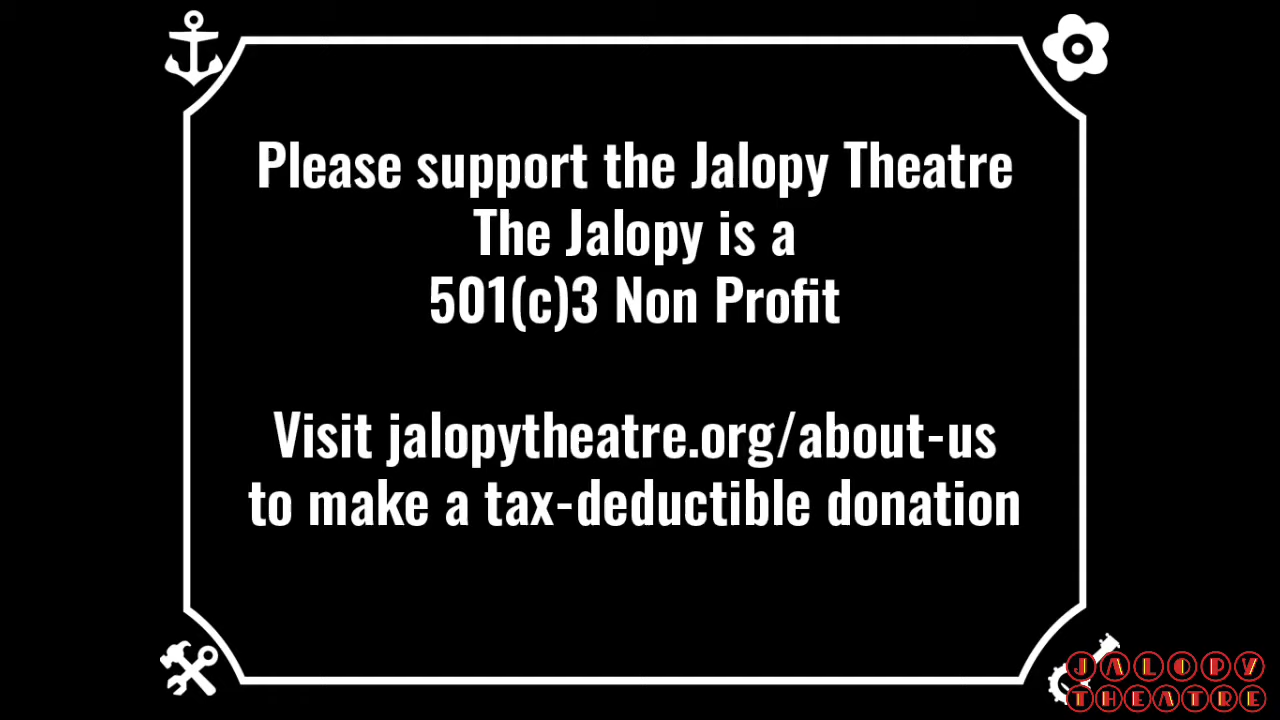 Please support the Jalopy Theatre
The Jalopy is a
501(c)3 Non Profit
Visit jalopytheatre.org/about-us
to make a tax-deductible donation
JALOPY
THEATRE